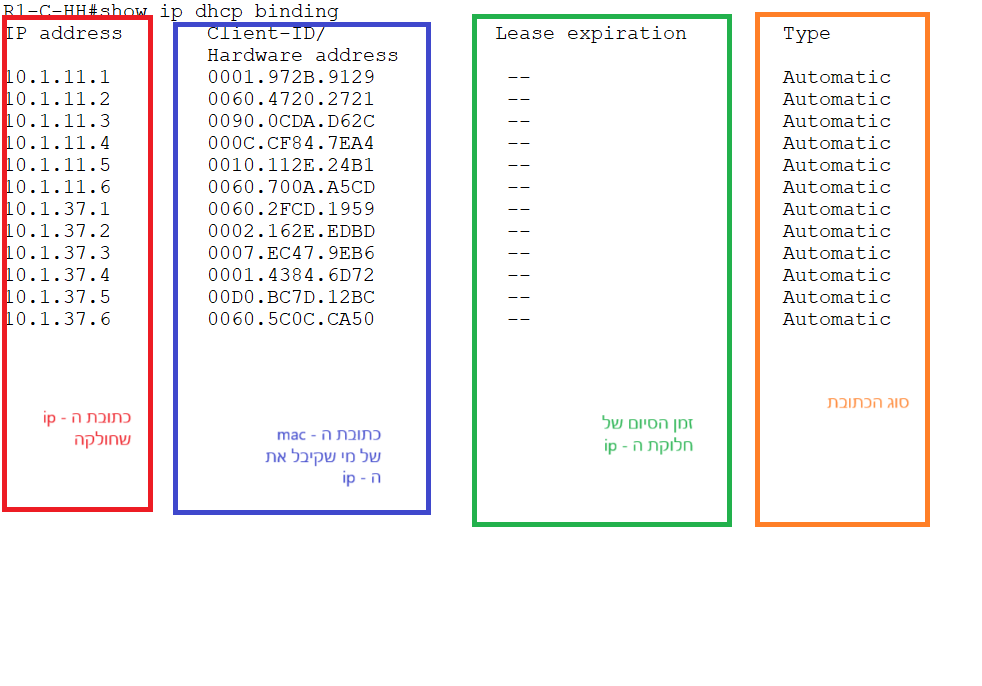 R1-C-HH#show ip dhcp binding
IP address Client-ID/ Lease expiration Type
Hardware address
10.1.11.1 0001.972B.9129 -- Automatic
10.1.11.2 0060.4720.2721 -- Automatic
10.1.11.3 0090.0CDA.D62C -- Automatic
10.1.11.4 000C.CF84.7EA4 -- Automatic
10.1.11.5 0010.112E.24B1 -- Automatic
10.1.11.6 0060.700A.A5CD -- Automatic
10.1.37.1 0060.2FCD.1959 -- Automatic
10.1.37.2 0002.162E.EDBD -- Automatic
10.1.37.3 0007.EC47.9EB6 -- Automatic
10.1.37.4 0001.4384.6D72 -- Automatic
10.1.37.5 00D0.BC7D.12BC -- Automatic
10.1.37.6 0060.5C0C.CA50 -- Automatic
כתובת ה - ip
שחולקה
כתובת ה - mac
של מי שקיבל את
ה - ip
זמן הסיום של
חלוקת ה - ip
סוג הכתובת